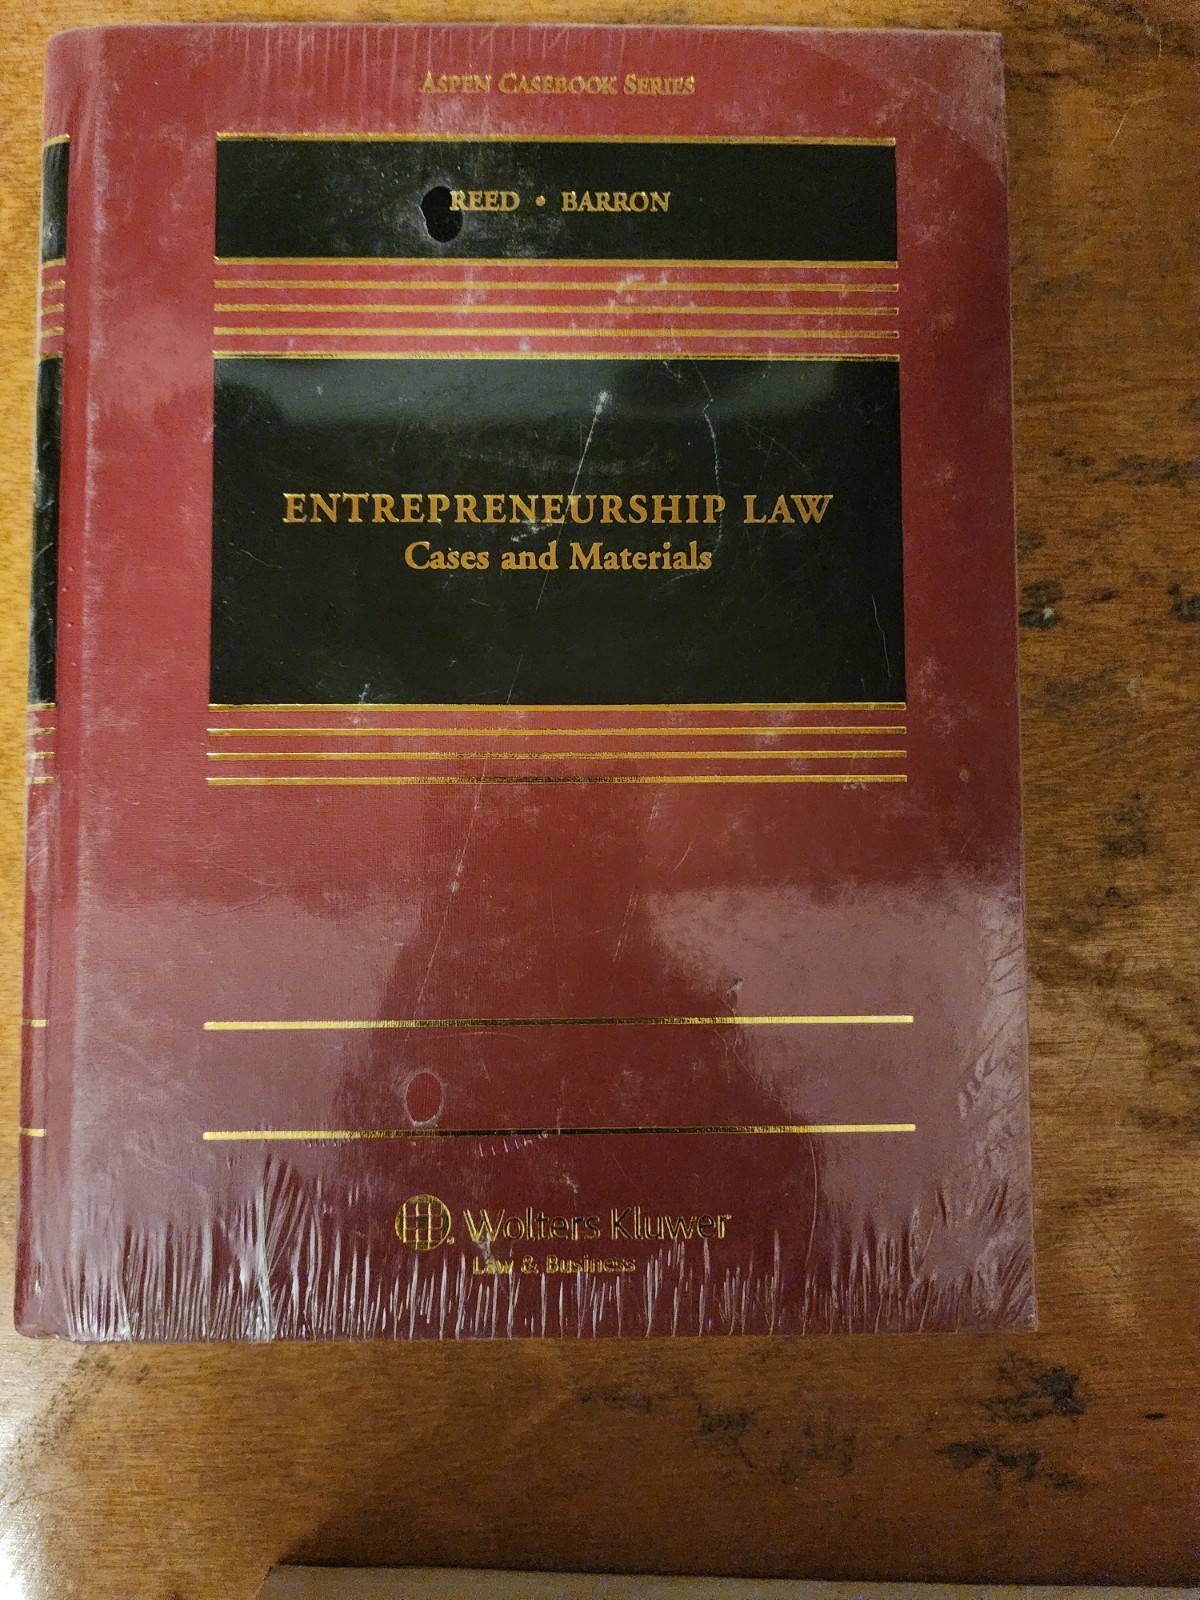 ASPEN CASEBOOK SERIES
REED • BARRON
ENTREPRENEURSHIP LAW
Cases and Materials
Wolters Kluwer
Law & Business